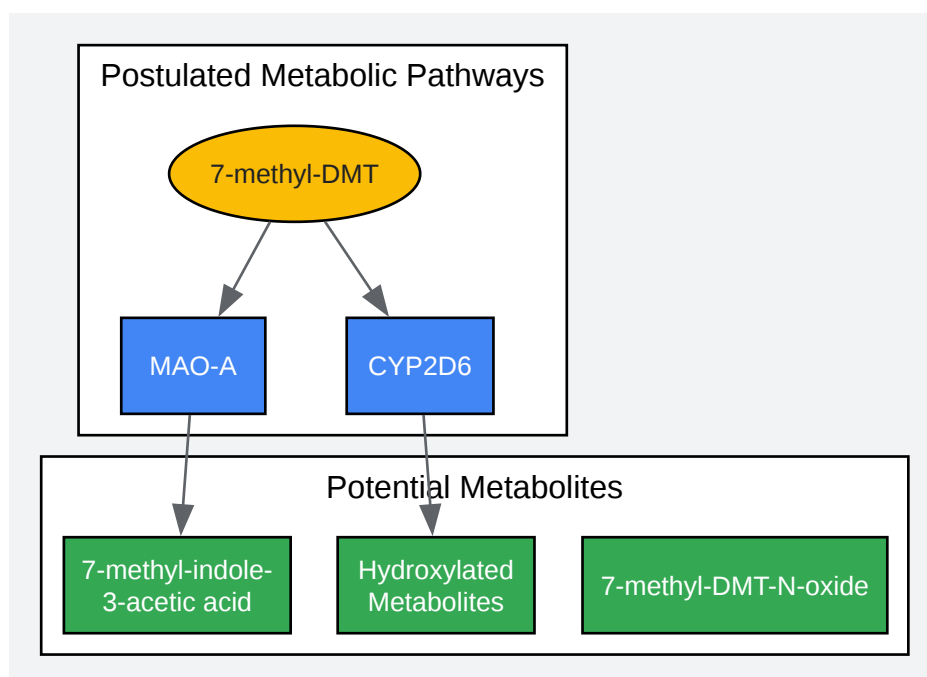 Postulated Metabolic Pathways
7-methyl-DMT
MAO-A
CYP2D6
Potential Metabolites
7-methyl-indole-
3-acetic acid
Hydroxylated
Metabolites
7-methyl-DMT-N-oxide